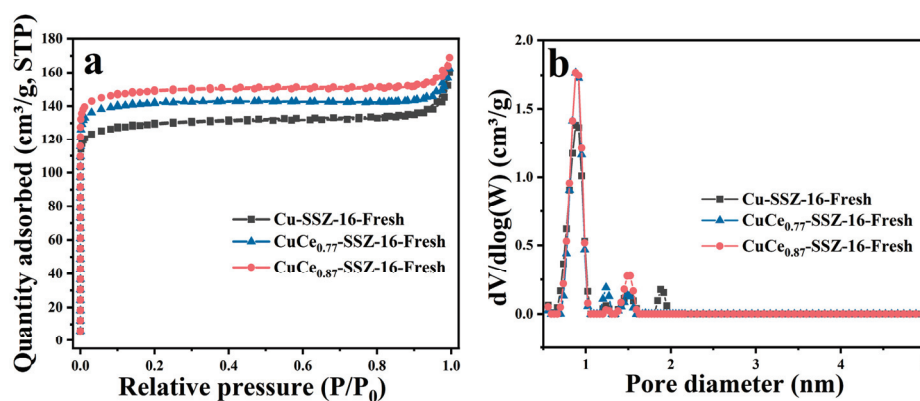 a
Quantity adsorbed (cm³/g, STP)
180
160
140
120
100
80
60
40
20
0
Cu-SSZ-16-Fresh
CuCe₀.₇₇-SSZ-16-Fresh
CuCe₀.₈₇-SSZ-16-Fresh
0.0 0.2 0.4 0.6 0.8 1.0
Relative pressure (P/P₀)
b
dV/dlog(W) (cm³/g)
2.0
1.5
1.0
0.5
0.0
Cu-SSZ-16-Fresh
CuCe₀.₇₇-SSZ-16-Fresh
CuCe₀.₈₇-SSZ-16-Fresh
1 2 3 4
Pore diameter (nm)